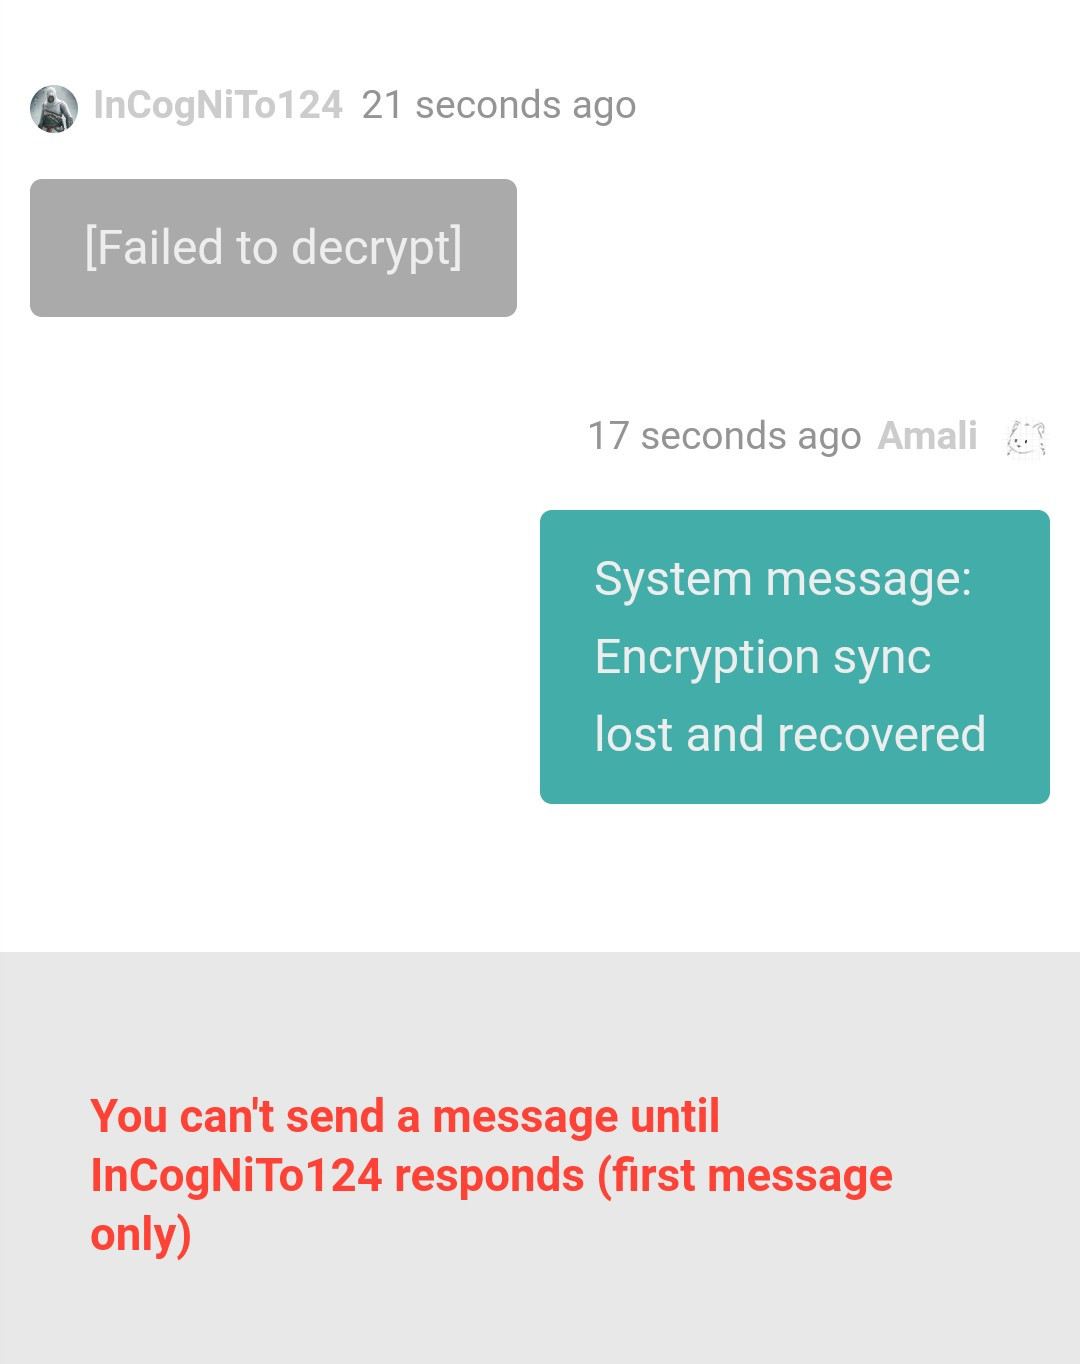 InCogNiTo124 21 seconds ago
[Failed to decrypt]
17 seconds ago Amali
System message:
Encryption sync
lost and recovered
You can't send a message until
InCogNiTo124 responds (first message
only)